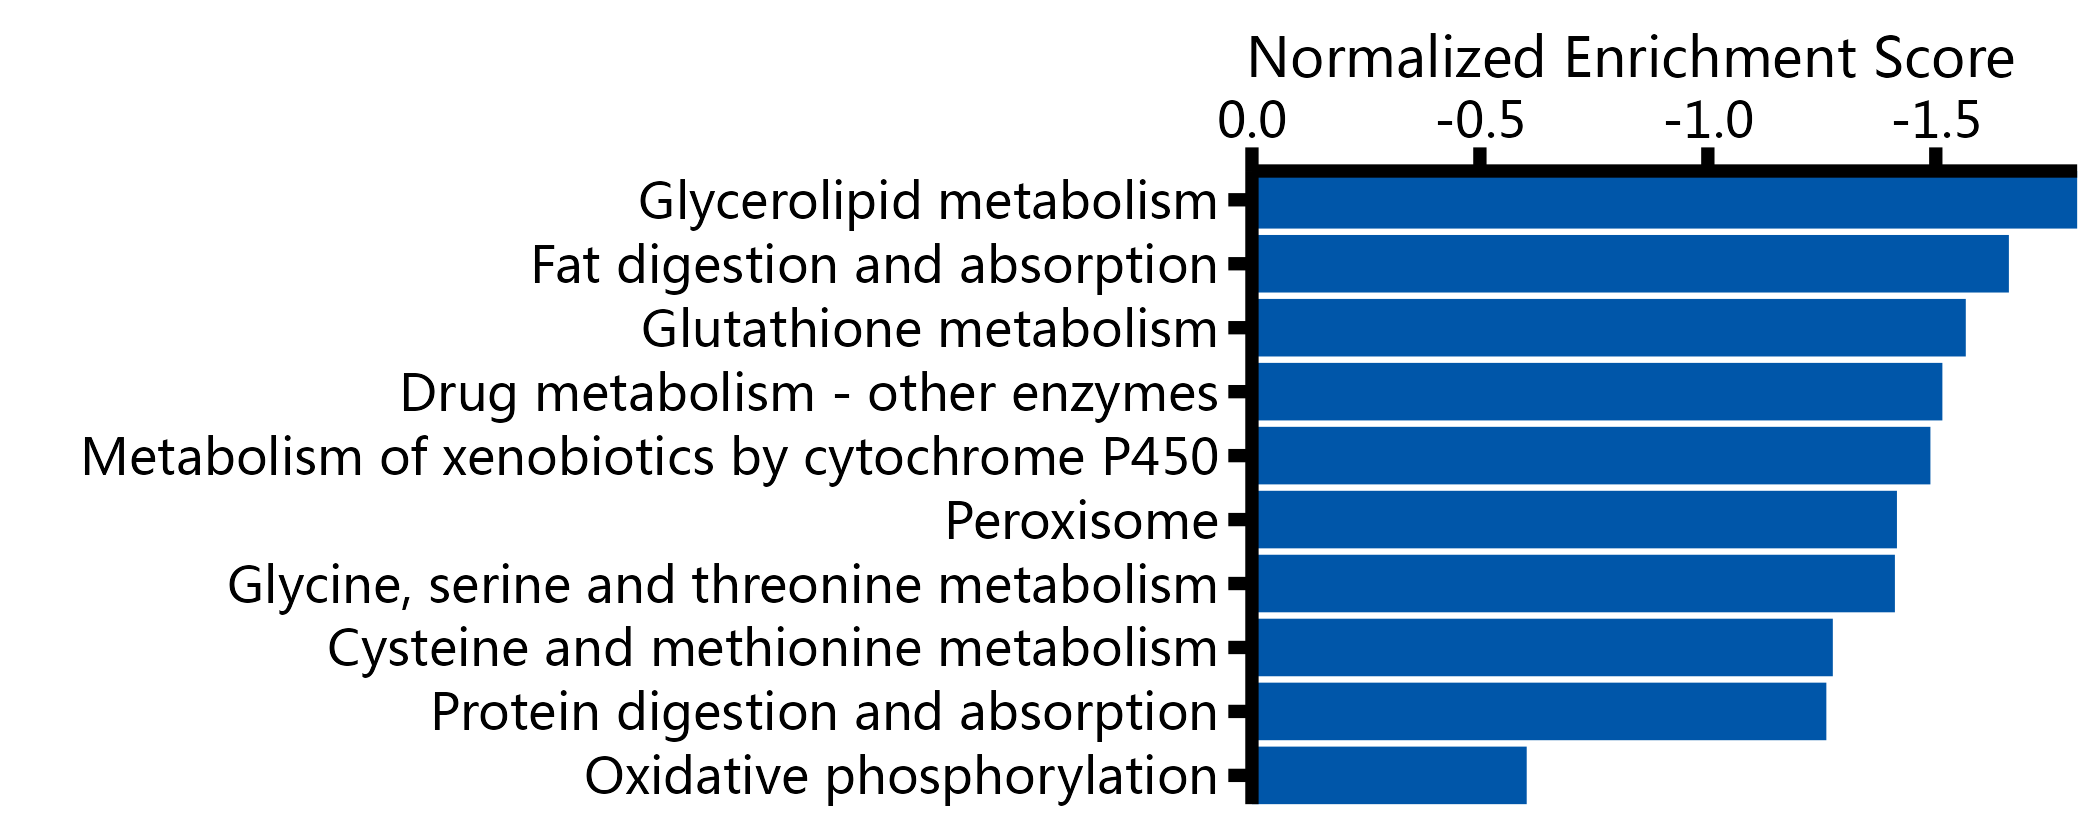 Normalized Enrichment Score
0.0 -0.5 -1.0 -1.5
Glycerolipid metabolism
Fat digestion and absorption
Glutathione metabolism
Drug metabolism - other enzymes
Metabolism of xenobiotics by cytochrome P450
Peroxisome
Glycine, serine and threonine metabolism
Cysteine and methionine metabolism
Protein digestion and absorption
Oxidative phosphorylation